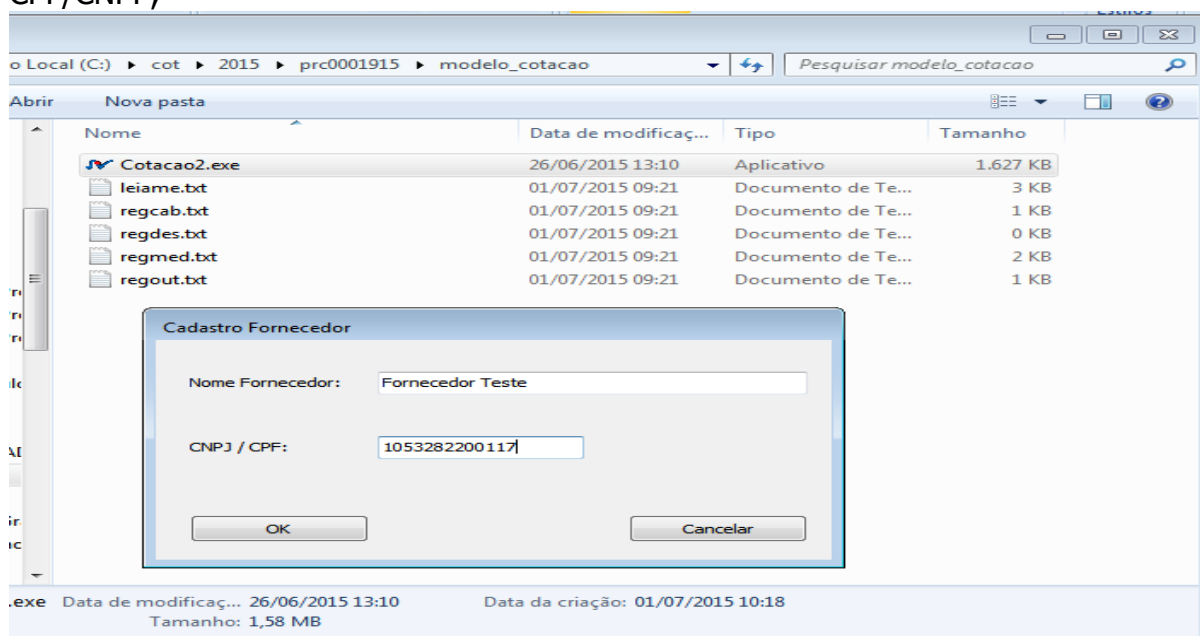 CPF/CNPF)
o Local (C:) ▸ cot ▸ 2015 ▸ prc0001915 ▸ modelo_cotacao
Pesquisar modelo_cotacao
Abrir Nova pasta
Nome Data de modificaç... Tipo Tamanho
Cotacao2.exe 26/06/2015 13:10 Aplicativo 1.627 KB
leiame.txt 01/07/2015 09:21 Documento de Te... 3 KB
regcab.txt 01/07/2015 09:21 Documento de Te... 1 KB
regdes.txt 01/07/2015 09:21 Documento de Te... 0 KB
regmed.txt 01/07/2015 09:21 Documento de Te... 2 KB
regout.txt 01/07/2015 09:21 Documento de Te... 1 KB
Cadastro Fornecedor
Nome Fornecedor: Fornecedor Teste
CNPJ / CPF: 1053282200117
OK Cancelar
.exe Data de modificaç... 26/06/2015 13:10 Data da criação: 01/07/2015 10:18
Tamanho: 1,58 MB